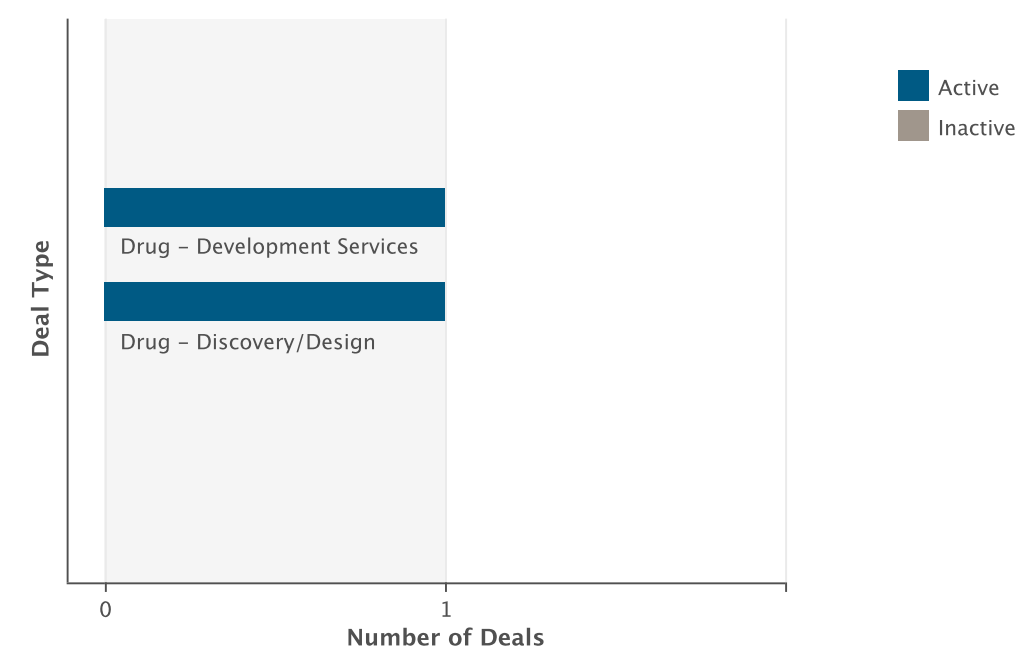 Active
Inactive
Drug – Development Services
Drug – Discovery/Design
Deal Type
0
1
Number of Deals